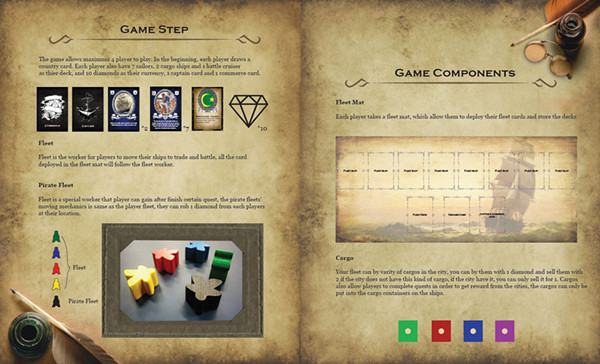 Game Step
The game allows maximum 4 player to play. In the beginning, each player draws a
country card. Each player also have 7 sailors, 2 cargo ships and 1 battle cruiser
as thier deck, and 10 diamonds as their currency, 1 captain card and 1 commerce card.
*2
*7
*10
Fleet
Fleet is the worker for players to move their ships to trade and battle, all the card
deployed in the fleet mat will follow the fleet worker.
Pirate Fleet
Fleet is a special worker that player can gain after finish certain quest, the pirate fleets'
moving mechanics is same as the player fleet, they can rob 1 diamond from each players
at their location.
Fleet
Pirate Fleet
Game Components
Fleet Mat
Each player takes a fleet mat, which allow them to deploy their fleet cards and store the decks
Cargo
Your fleet can by varity of cargos in the city, you can by them with 1 diamond and sell them with
2 if the city does not have this kind of cargo, if the city have it, you can only sell it for 1. Cargos
also allow players to complete quests in order to get reward from the cities, the cargos can only be
put into the cargo containers on the ships.